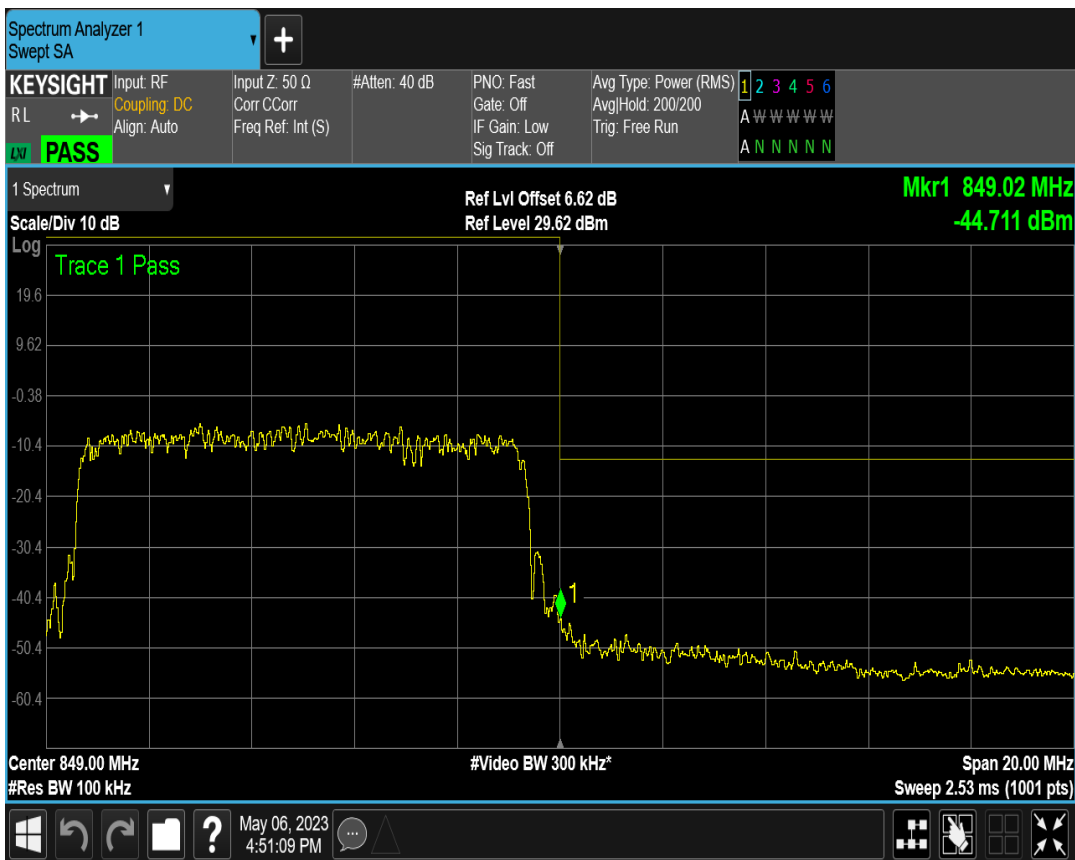 Spectrum Analyzer 1
Swept SA
+
KEYSIGHT
RL
LXI PASS
Input: RF
Coupling: DC
Align: Auto
Input Z: 50 Ω
Corr CCorr
Freq Ref: Int (S)
#Atten: 40 dB
PNO: Fast
Gate: Off
IF Gain: Low
Sig Track: Off
Avg Type: Power (RMS)
Avg|Hold: 200/200
Trig: Free Run
1 2 3 4 5 6
A W W W W W
A N N N N N
1 Spectrum
Scale/Div 10 dB
Ref Lvl Offset 6.62 dB
Ref Level 29.62 dBm
Mkr1 849.02 MHz
-44.711 dBm
Log
Trace 1 Pass
19.6
9.62
-0.38
-10.4
-20.4
-30.4
-40.4
-50.4
-60.4
1
Center 849.00 MHz
#Res BW 100 kHz
#Video BW 300 kHz*
Span 20.00 MHz
Sweep 2.53 ms (1001 pts)
?
May 06, 2023
4:51:09 PM